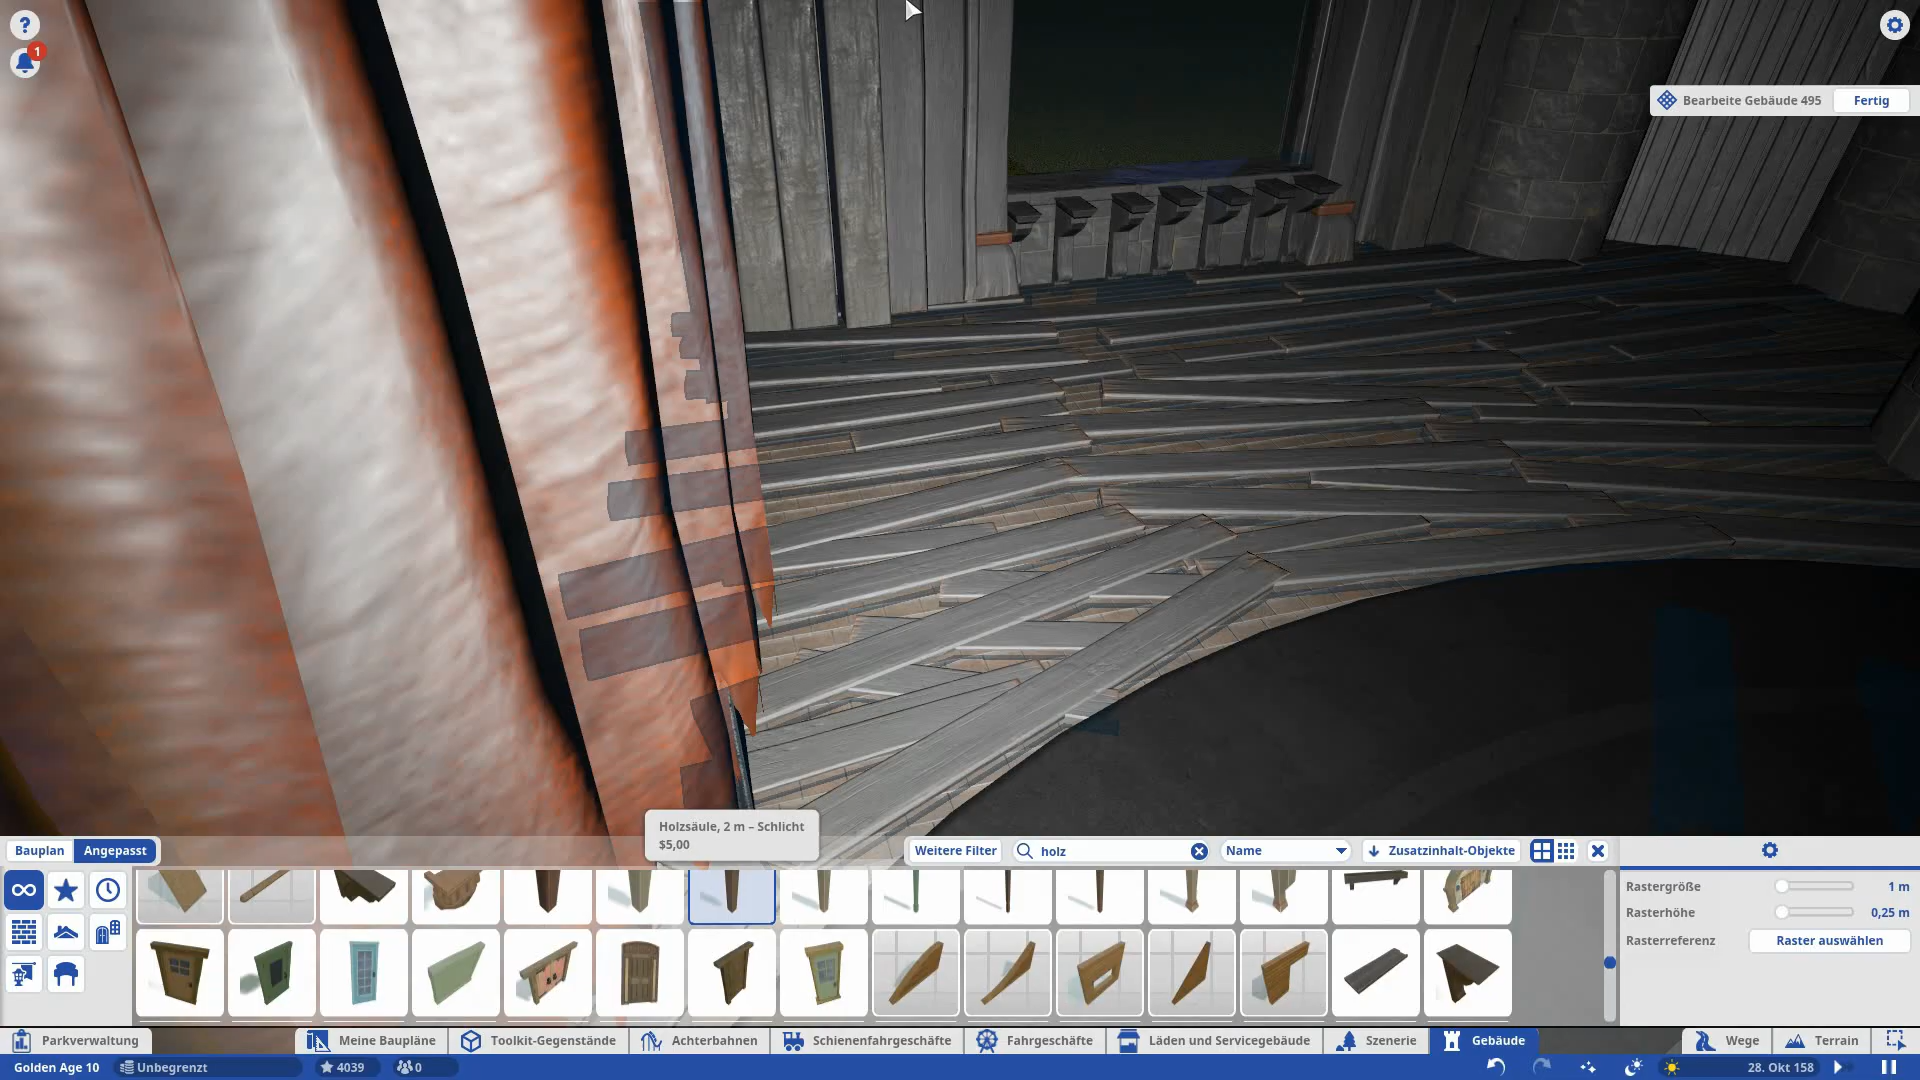 ?
1
Bearbeite Gebäude 495
Fertig
Holzsäule, 2 m – Schlicht
$5,00
Bauplan
Angepasst
Weitere Filter
holz
Name
Zusatzinhalt-Objekte
Rastergröße
1 m
Rasterhöhe
0,25 m
Rasterreferenz
Raster auswählen
Parkverwaltung
Meine Baupläne
Toolkit-Gegenstände
Achterbahnen
Schienenfahrgeschäfte
Fahrgeschäfte
Läden und Servicegebäude
Szenerie
Gebäude
Wege
Terrain
Golden Age 10
Unbegrenzt
4039
0
28. Okt 158